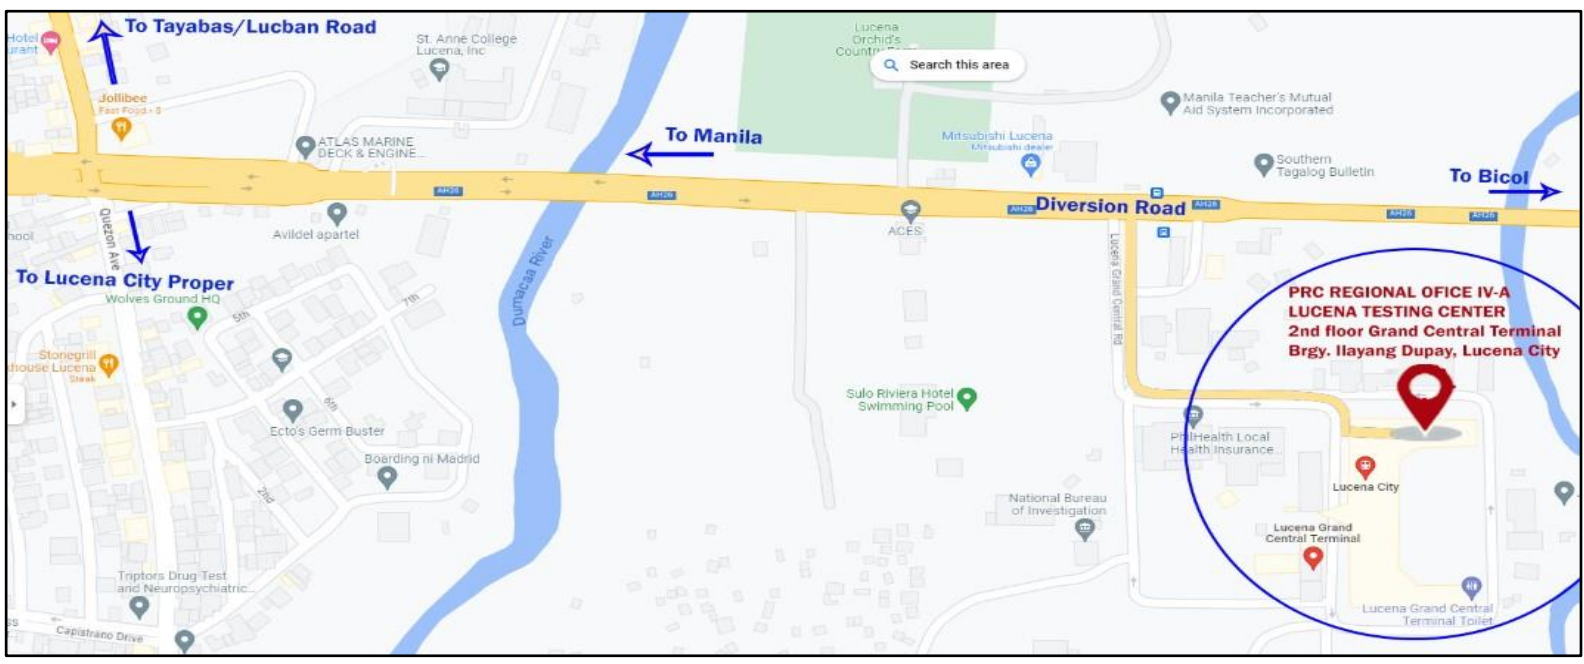 To Tayabas/Lucban Road
Hotel
urant
Jollibee
Fast Food • $
St. Anne College
Lucena, Inc
Lucena
Orchid's
Search this area
ATLAS MARINE
DECK & ENGINE...
To Manila
Mitsubishi Lucena
Mitsubishi dealer
Manila Teacher's Mutual
Aid System Incorporated
Southern
Tagalog Bulletin
To Bicol
AH26
AH26
AH26
Diversion Road
AH26
AH26
AH26
Quezon Ave
Avildel apartel
ACES
hool
To Lucena City Proper
Wolves Ground HQ
Dumacaa River
Lucena Grand Central Rd
PRC REGIONAL OFICE IV-A
LUCENA TESTING CENTER
2nd floor Grand Central Terminal
Brgy. Ilayang Dupay, Lucena City
5th
7th
6th
2nd
Stonegrill
house Lucena
Steak
Ecto's Germ Buster
Boarding ni Madrid
Sulo Riviera Hotel
Swimming Pool
PhilHealth Local
Health Insurance...
Lucena City
National Bureau
of Investigation
Lucena Grand
Central Terminal
Triptors Drug Test
and Neuropsychiatric...
Lucena Grand Central
Terminal Toilet
ss
Capistrano Drive